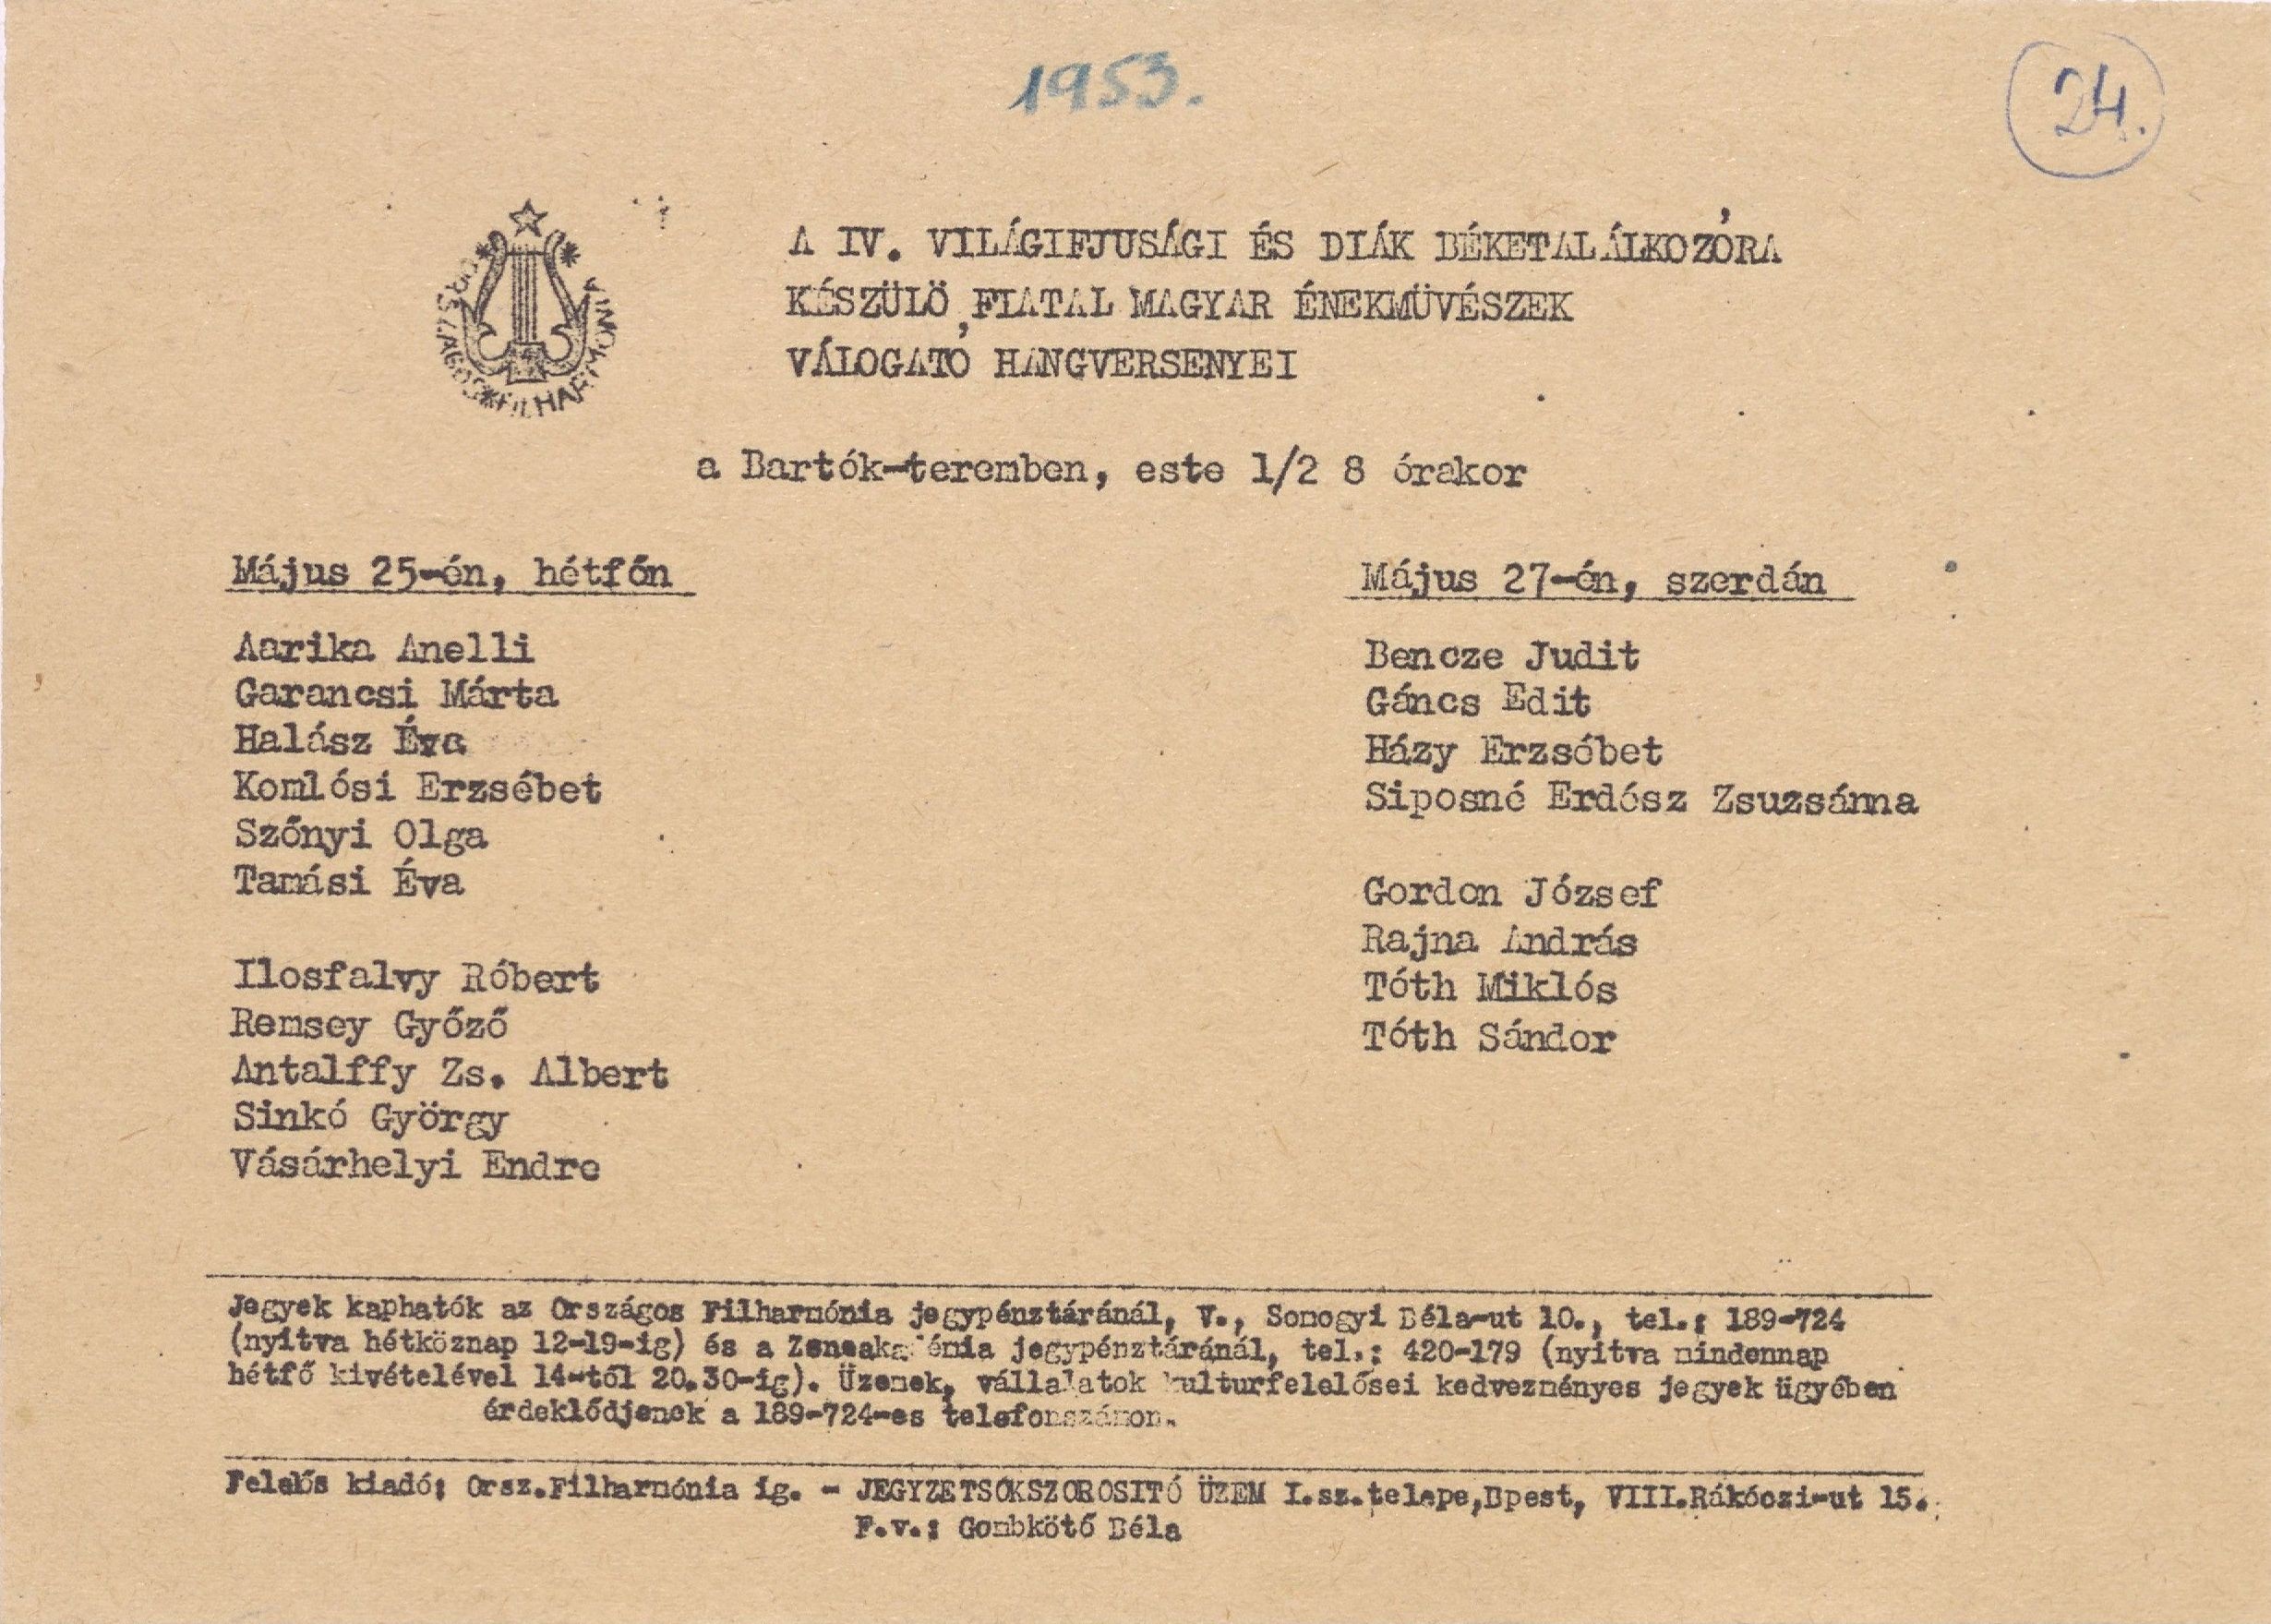 1953.
24.
ORSZÁGOS * FILHARMÓNIA
A IV. VILÁGIFJUSÁGI ÉS DIÁK BÉKETALÁLKOZÓRA
KÉSZÜLÖ FIATAL MAGYAR ÉNEKMÜVÉSZEK
VÁLOGATÓ HANGVERSENYEI
a Bartók-teremben, este 1/2 8 órakor
Május 25-én, hétfőn
Aarika Anelli
Garancsi Márta
Halász Éva
Komlósi Erzsébet
Szőnyi Olga
Tamási Éva
Ilosfalvy Róbert
Remsey Győző
Antalffy Zs. Albert
Sinkó György
Vásárhelyi Endre
Május 27-én, szerdán
Bencze Judit
Gáncs Edit
Házy Erzsébet
Siposné Erdész Zsuzsánna
Gordon József
Rajna András
Tóth Miklós
Tóth Sándor
Jegyek kaphatók az Országos Filharmónia jegypénztáránál, V., Somogyi Béla-ut 10., tel.: 189-724
(nyitva hétköznap 12-19-ig) és a Zeneakadémia jegypénztáránál, tel.: 420-179 (nyitva mindennap
hétfő kivételével 14-től 20.30-ig). Üzemek, vállalatok kulturfelelősei kedvezményes jegyek ügyében
érdeklődjenek a 189-724-es telefonszámon.
Felelős kiadó: Orsz.Filharmónia ig. - JEGYZETSOKSZOROSITÓ ÜZEM I.sz.telepe,Bpest, VIII.Rákóczi-ut 15.
F.v.: Gombkötő Béla